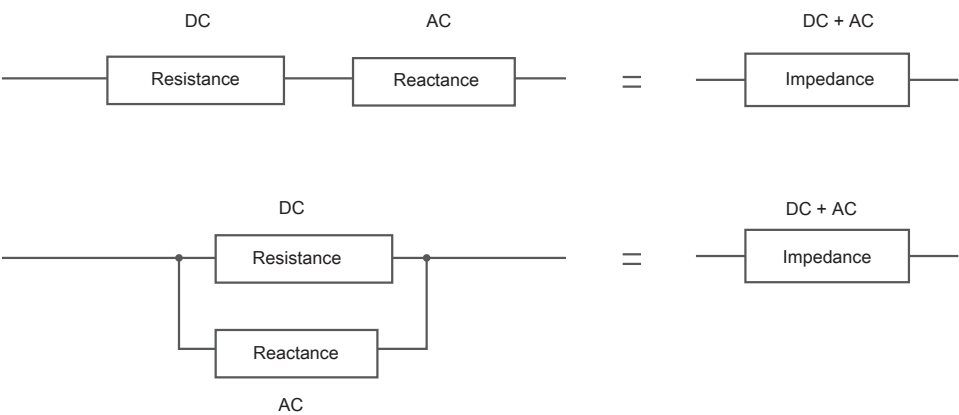 DC
AC
DC + AC
Resistance
Reactance
=
Impedance
DC
DC + AC
Resistance
=
Impedance
Reactance
AC